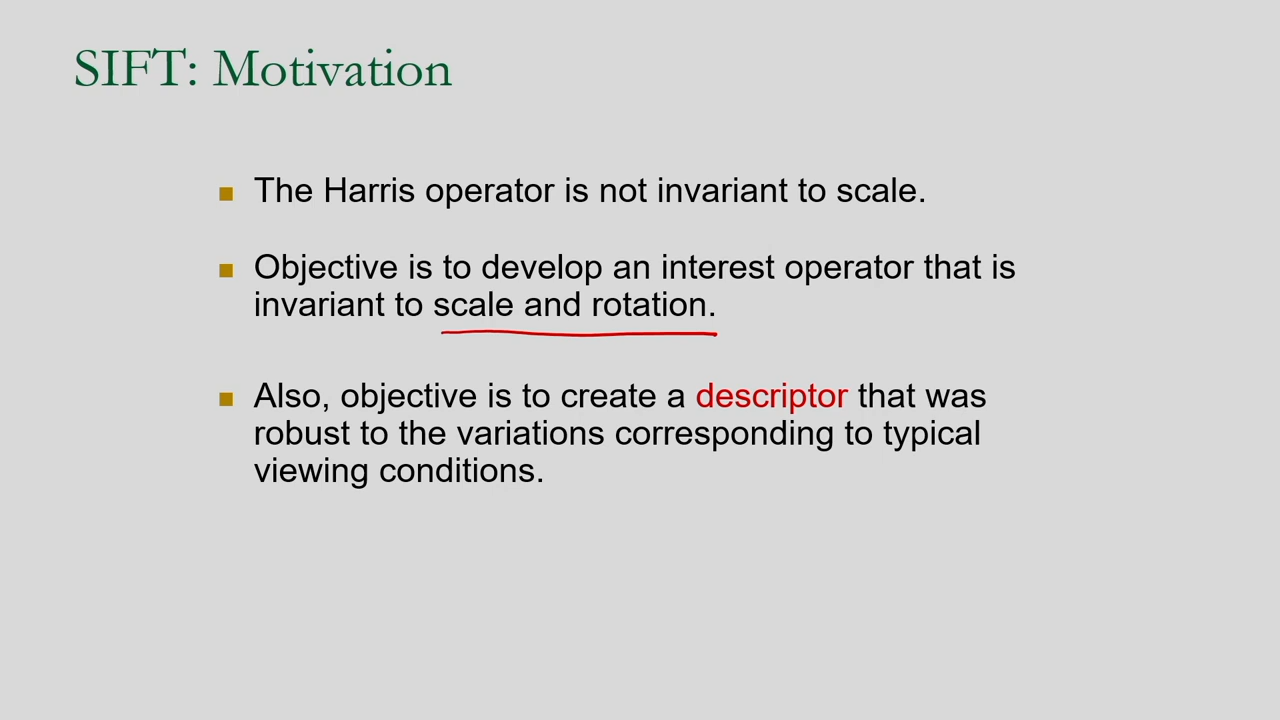 SIFT: Motivation
The Harris operator is not invariant to scale.
Objective is to develop an interest operator that is
invariant to scale and rotation.
Also, objective is to create a descriptor that was
robust to the variations corresponding to typical
viewing conditions.